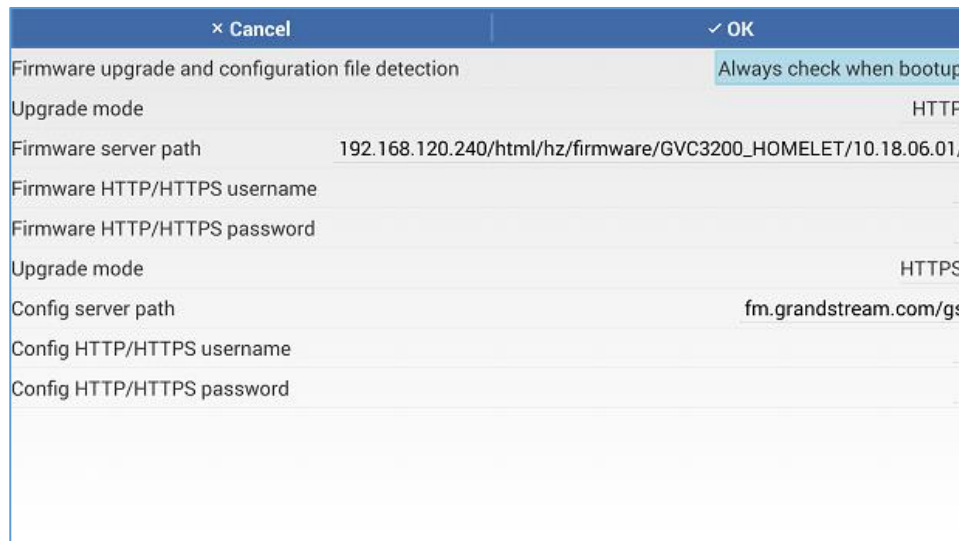 × Cancel
✓ OK
Firmware upgrade and configuration file detection Always check when bootup
Upgrade mode HTTP
Firmware server path 192.168.120.240/html/hz/firmware/GVC3200_HOMELET/10.18.06.01/
Firmware HTTP/HTTPS username
Firmware HTTP/HTTPS password
Upgrade mode HTTPS
Config server path fm.grandstream.com/gs
Config HTTP/HTTPS username
Config HTTP/HTTPS password